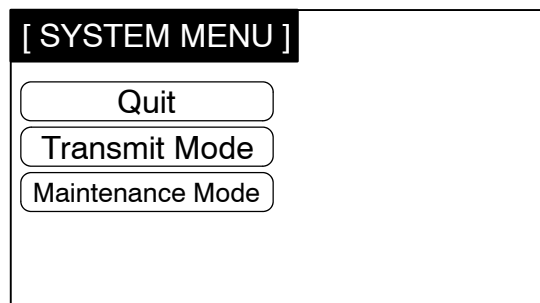 [ SYSTEM MENU ]
Quit
Transmit Mode
Maintenance Mode